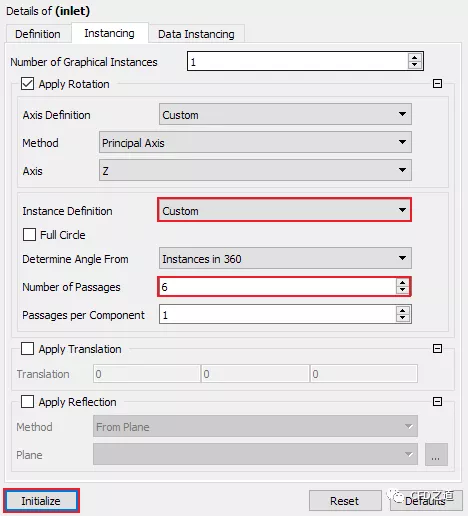 Details of (inlet)
Definition Instancing Data Instancing
Number of Graphical Instances 1
Apply Rotation
Axis Definition Custom
Method Principal Axis
Axis Z
Instance Definition Custom
Full Circle
Determine Angle From Instances in 360
Number of Passages 6
Passages per Component 1
Apply Translation
Translation 0 0 0
Apply Reflection
Method From Plane
Plane ...
CFD之道
Initialize Reset Defaults